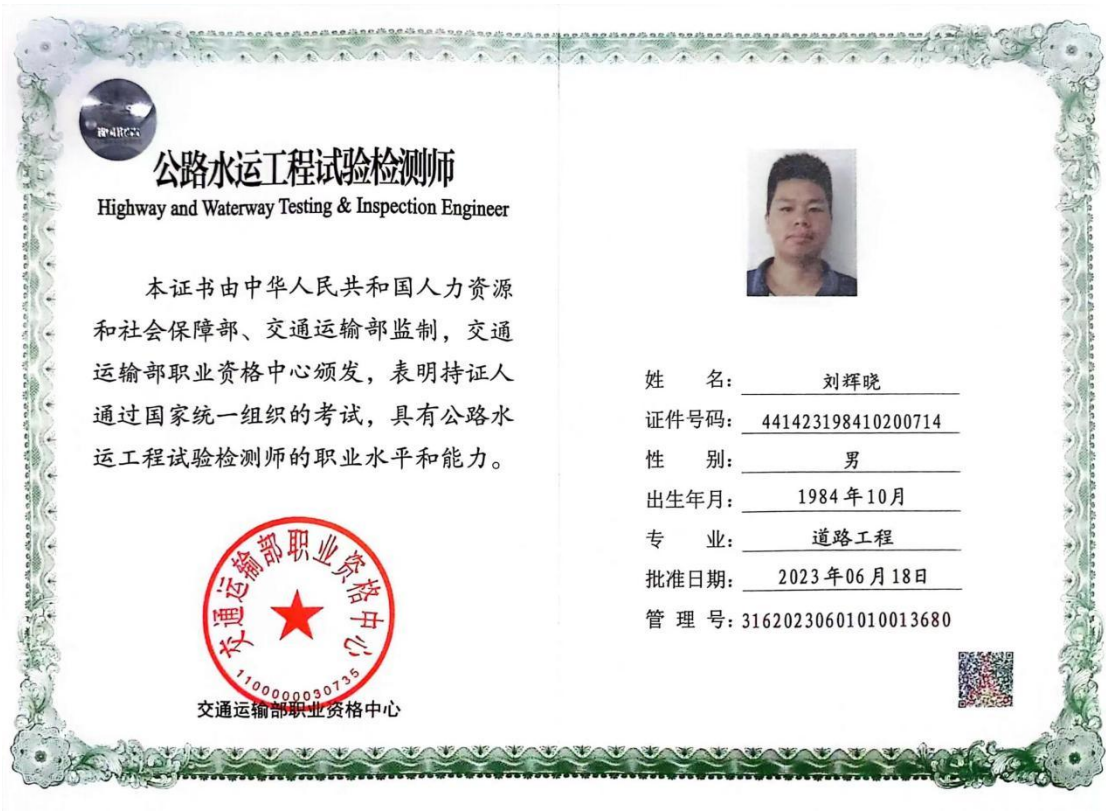 公路水运工程试验检测师
Highway and Waterway Testing & Inspection Engineer
本证书由中华人民共和国人力资源
和社会保障部、交通运输部监制，交通
运输部职业资格中心颁发，表明持证人
通过国家统一组织的考试，具有公路水
运工程试验检测师的职业水平和能力。
交通运输部职业资格中心
1100000030735
交通运输部职业资格中心
姓 名： 刘辉晓
证件号码： 441423198410200714
性 别： 男
出生年月： 1984年10月
专 业： 道路工程
批准日期： 2023年06月18日
管 理 号：31620230601010013680